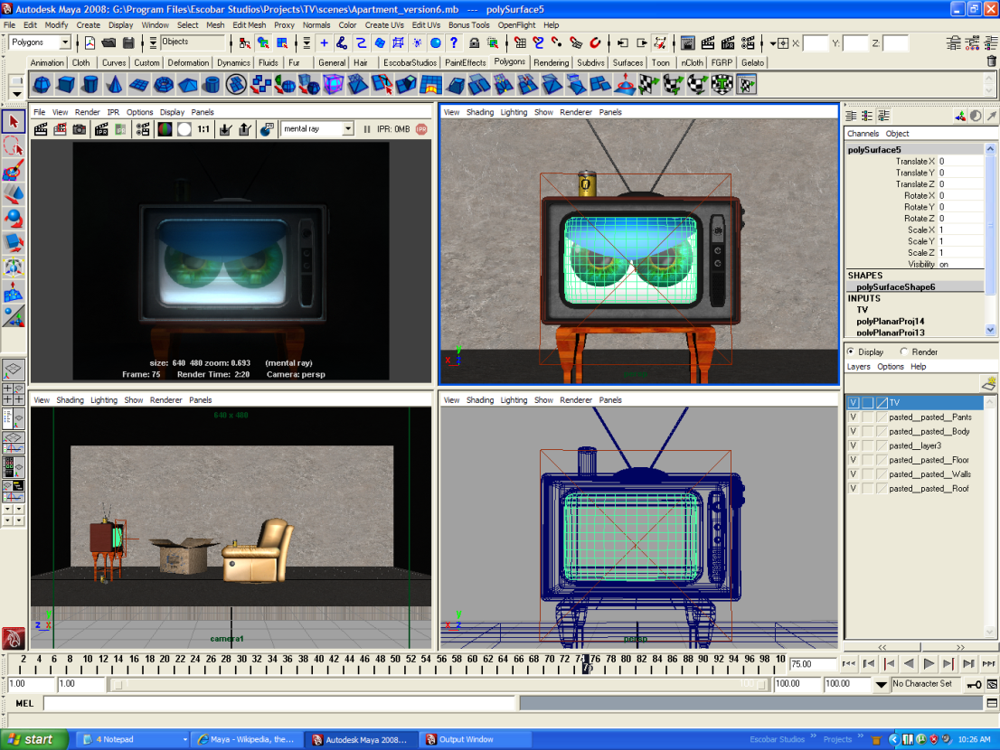 Autodesk Maya 2008: G:\Program Files\Escobar Studios\Projects\TV\scenes\Apartment_version6.mb --- polySurface5
File Edit Modify Create Display Window Select Mesh Edit Mesh Proxy Normals Color Create UVs Edit UVs Bonus Tools OpenFlight Help
Polygons Objects X: Y: Z:
Animation Cloth Curves Custom Deformation Dynamics Fluids Fur General Hair EscobarStudios PaintEffects Polygons Rendering Subdivs Surfaces Toon nCloth FGRP Gelato
File View Render IPR Options Display Panels
IPR IPR 1:1 mental ray IPR: 0MB
size: 640 480 zoom: 0.693 (mental ray)
Frame: 75 Render Time: 2:20 Camera: persp
View Shading Lighting Show Renderer Panels
persp
View Shading Lighting Show Renderer Panels
640 x 480
camera1
View Shading Lighting Show Renderer Panels
persp
Channels Object
polySurface5
Translate X 0
Translate Y 0
Translate Z 0
Rotate X 0
Rotate Y 0
Rotate Z 0
Scale X 1
Scale Y 1
Scale Z 1
Visibility on
SHAPES
polySurfaceShape6
INPUTS
TV
polyPlanarProj14
polyPlanarProj13
Display Render
Layers Options Help
V TV
V pasted__pasted__Pants
V pasted__pasted__Body
V pasted__layer3
V pasted__pasted__Floor
V pasted__pasted__Walls
V pasted__pasted__Roof
<< >>
2 4 6 8 10 12 14 16 18 20 22 24 26 28 30 32 34 36 38 40 42 44 46 48 50 52 54 56 58 60 62 64 66 68 70 72 74 76 78 80 82 84 86 88 90 92 94 96 98 10
75.00
1.00 1.00 1 100 100.00 100.00 No Character Set
MEL
start 4 Notepad Maya - Wikipedia, the... Autodesk Maya 2008... Output Window Escobar Studios >> Projects >> 10:26 AM